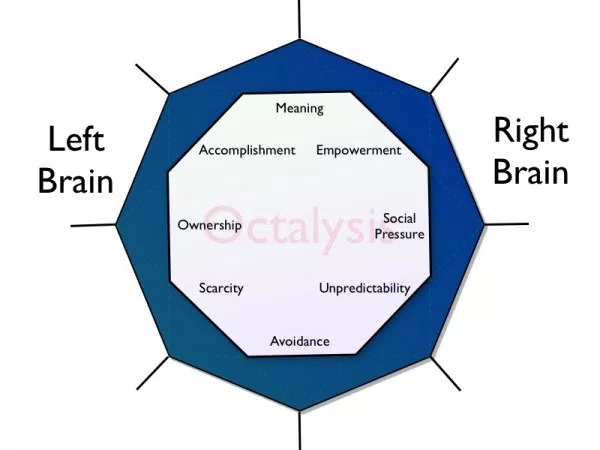 Meaning
Left
Brain
Right
Brain
Accomplishment
Empowerment
Ownership
Octalysis
Social
Pressure
Scarcity
Unpredictability
Avoidance